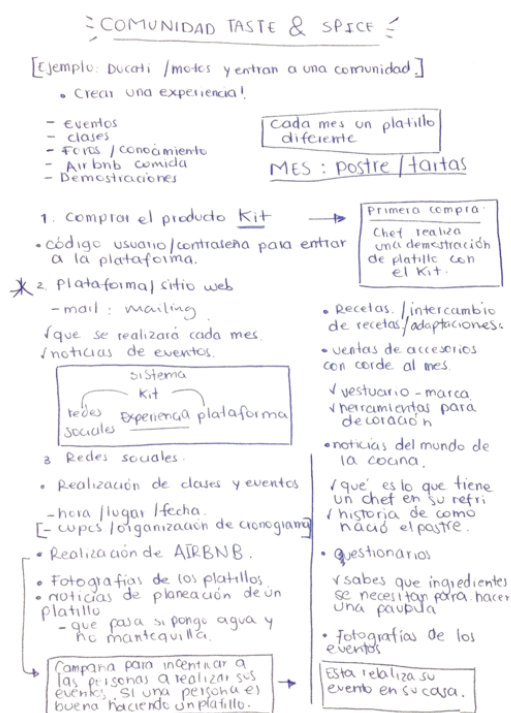 COMUNIDAD TASTE & SPICE
[Ejemplo: Ducati /motos y entran a una comunidad.]
• Crear una experiencia!
- Eventos
- clases
- Foros / conocimiento
- Airbnb comida
- Demostraciones
Cada mes un platillo
diferente
MES : postre / tartas
1. Comprar el producto Kit
• código usuario/contraseña para entrar
a la plataforma.
Primera compra.
Chef realiza
una demostración
de platillo con
el Kit.
2. Plataforma/ sitio web
- mail : mailing
√ que se realizará cada mes.
√ noticias de eventos.
sistema
Kit
redes
sociales Experiencia plataforma
3 Redes sociales.
• Realización de clases y eventos
- hora /lugar /fecha.
[- cupos /organización de cronograma]
• Realización de AIRBNB.
• Fotografías de los platillos.
• noticias de planeación de un
platillo
- que pasa si pongo agua y
no mantequilla.
Campaña para incentivar a
las personas a realizar sus
eventos. Si una persona es
buena haciendo un platillo.
• Recetas. /intercambio
de recetas/adaptaciones.
• ventas de accesorios
con corde al mes.
√ vestuario - marca
√ herramientas para
decoración
• noticias del mundo de
la cocina.
√ qué es lo que tiene
un chef en su refri
√ historia de como
nació el postre.
• Questionarios
√ sabes que ingredientes
se necesitan para hacer
una
• fotografías de los
eventos
Esta realiza su
evento en su casa.